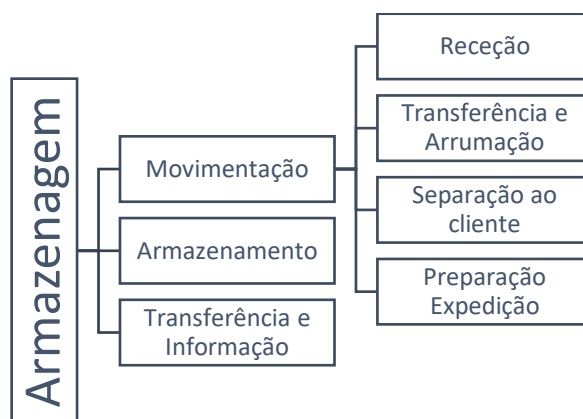 Armazenagem
Movimentação
Armazenamento
Transferência e
Informação
Receção
Transferência e
Arrumação
Separação ao
cliente
Preparação
Expedição